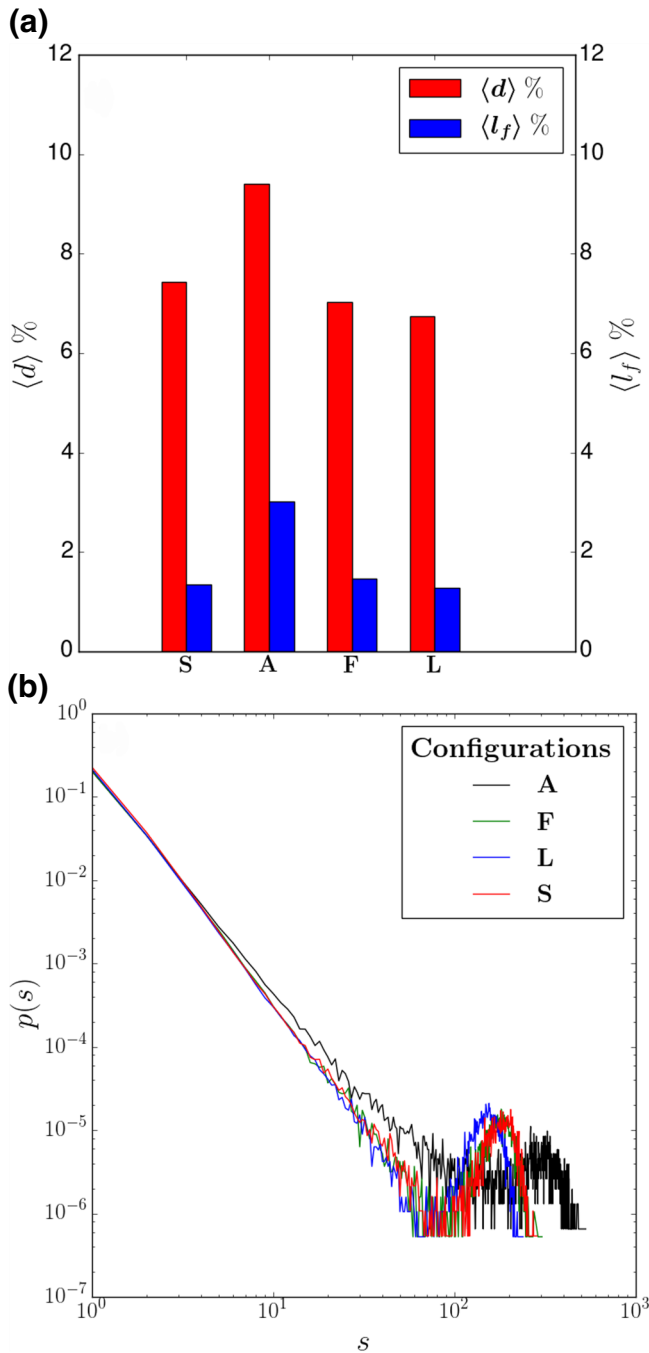 (a)
⟨d⟩ %
⟨l_f⟩ %
12 12
10 10
8 8
6 6
4 4
2 2
0 0
⟨d⟩ %
⟨l_f⟩ %
S A F L
(b)
Configurations
A
F
L
S
10^0
10^-1
10^-2
10^-3
10^-4
10^-5
10^-6
10^-7
p(s)
10^0 10^1 10^2 10^3
s